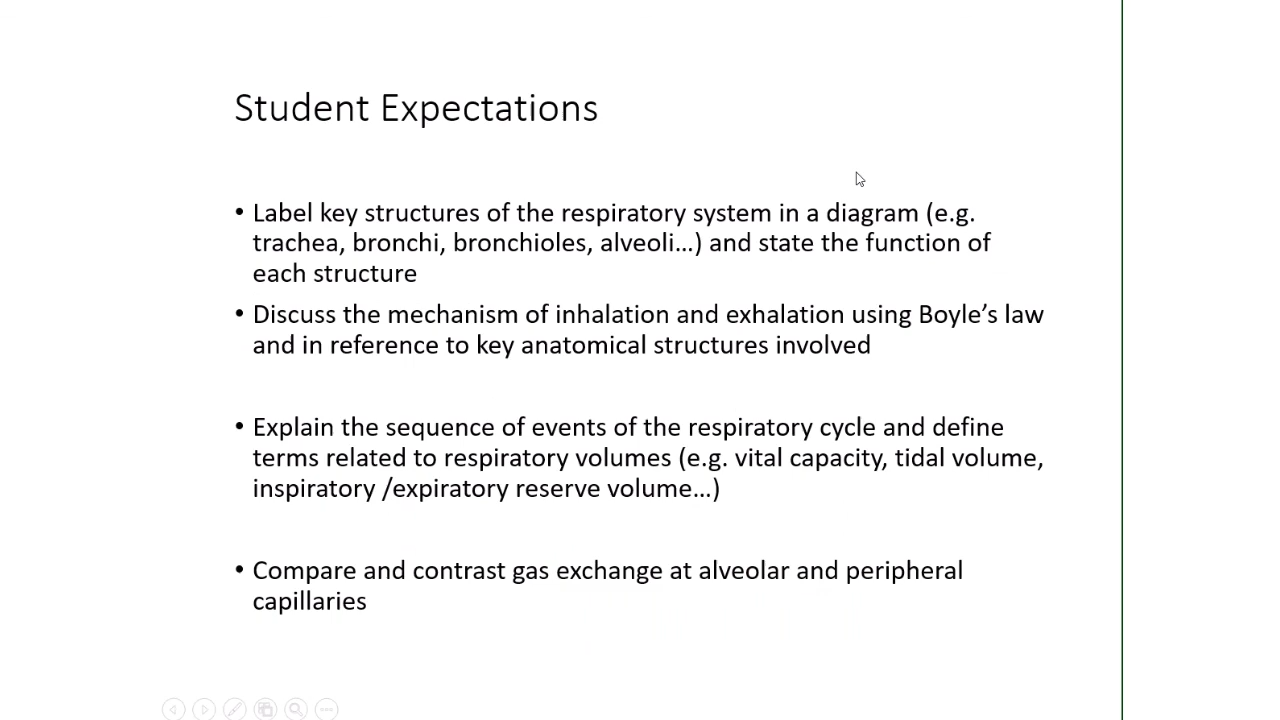 Student Expectations
• Label key structures of the respiratory system in a diagram (e.g.
trachea, bronchi, bronchioles, alveoli...) and state the function of
each structure
• Discuss the mechanism of inhalation and exhalation using Boyle’s law
and in reference to key anatomical structures involved
• Explain the sequence of events of the respiratory cycle and define
terms related to respiratory volumes (e.g. vital capacity, tidal volume,
inspiratory /expiratory reserve volume...)
• Compare and contrast gas exchange at alveolar and peripheral
capillaries